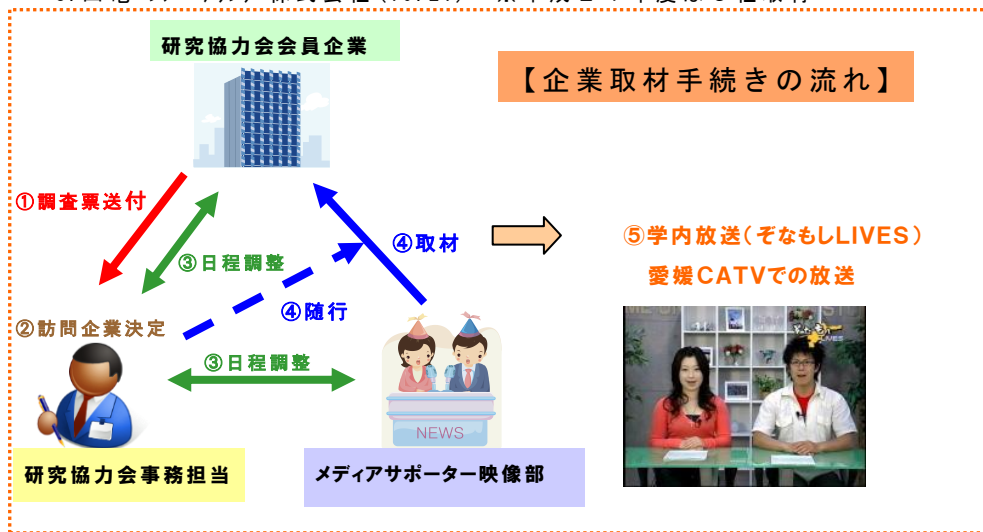 研究協力会会員企業
【企業取材手続きの流れ】
①調査票送付
③日程調整
④取材
⑤学内放送(ぞなもしLIVES)
愛媛CATVでの放送
④随行
②訪問企業決定
③日程調整
NEWS
LIVES
研究協力会事務担当
メディアサポーター映像部